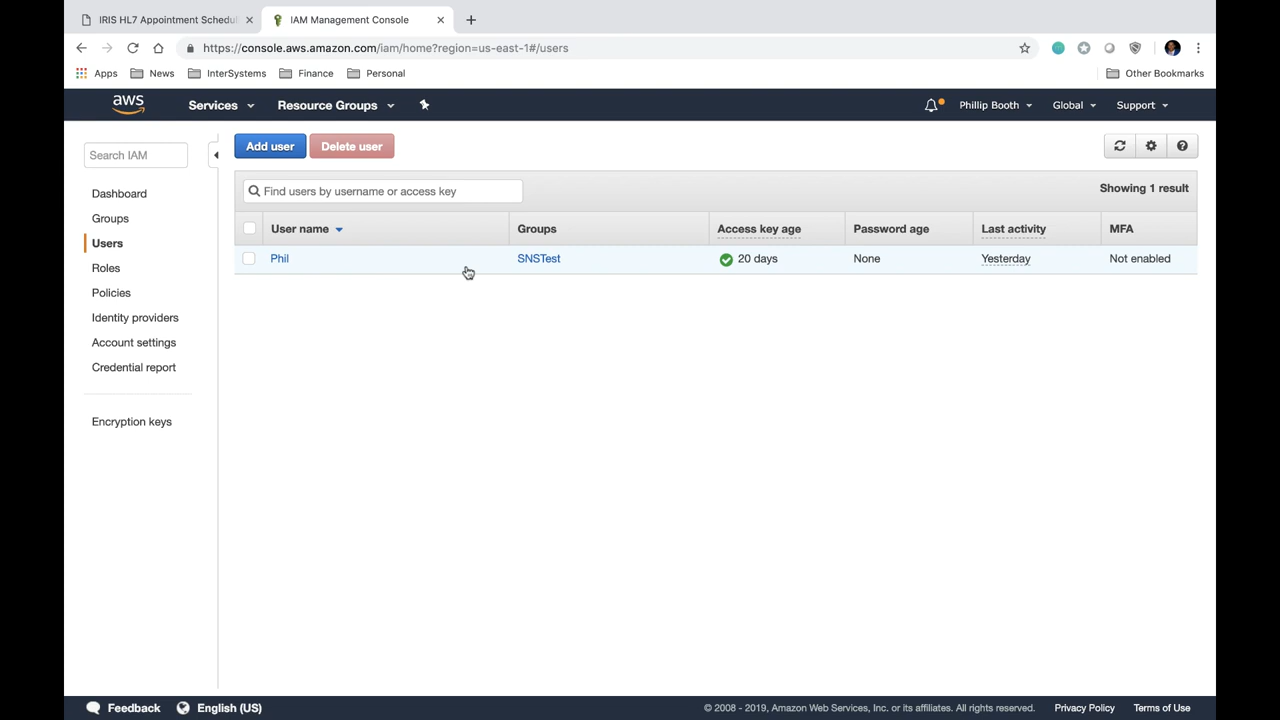 IRIS HL7 Appointment Schedul
IAM Management Console
https://console.aws.amazon.com/iam/home?region=us-east-1#/users
Apps News InterSystems Finance Personal Other Bookmarks
aws Services Resource Groups Phillip Booth Global Support
Add user Delete user
Search IAM
Find users by username or access key Showing 1 result
Dashboard
Groups
Users
Roles
Policies
Identity providers
Account settings
Credential report
Encryption keys
User name Groups Access key age Password age Last activity MFA
Phil SNSTest 20 days None Yesterday Not enabled
Feedback English (US) © 2008 - 2019, Amazon Web Services, Inc. or its affiliates. All rights reserved. Privacy Policy Terms of Use